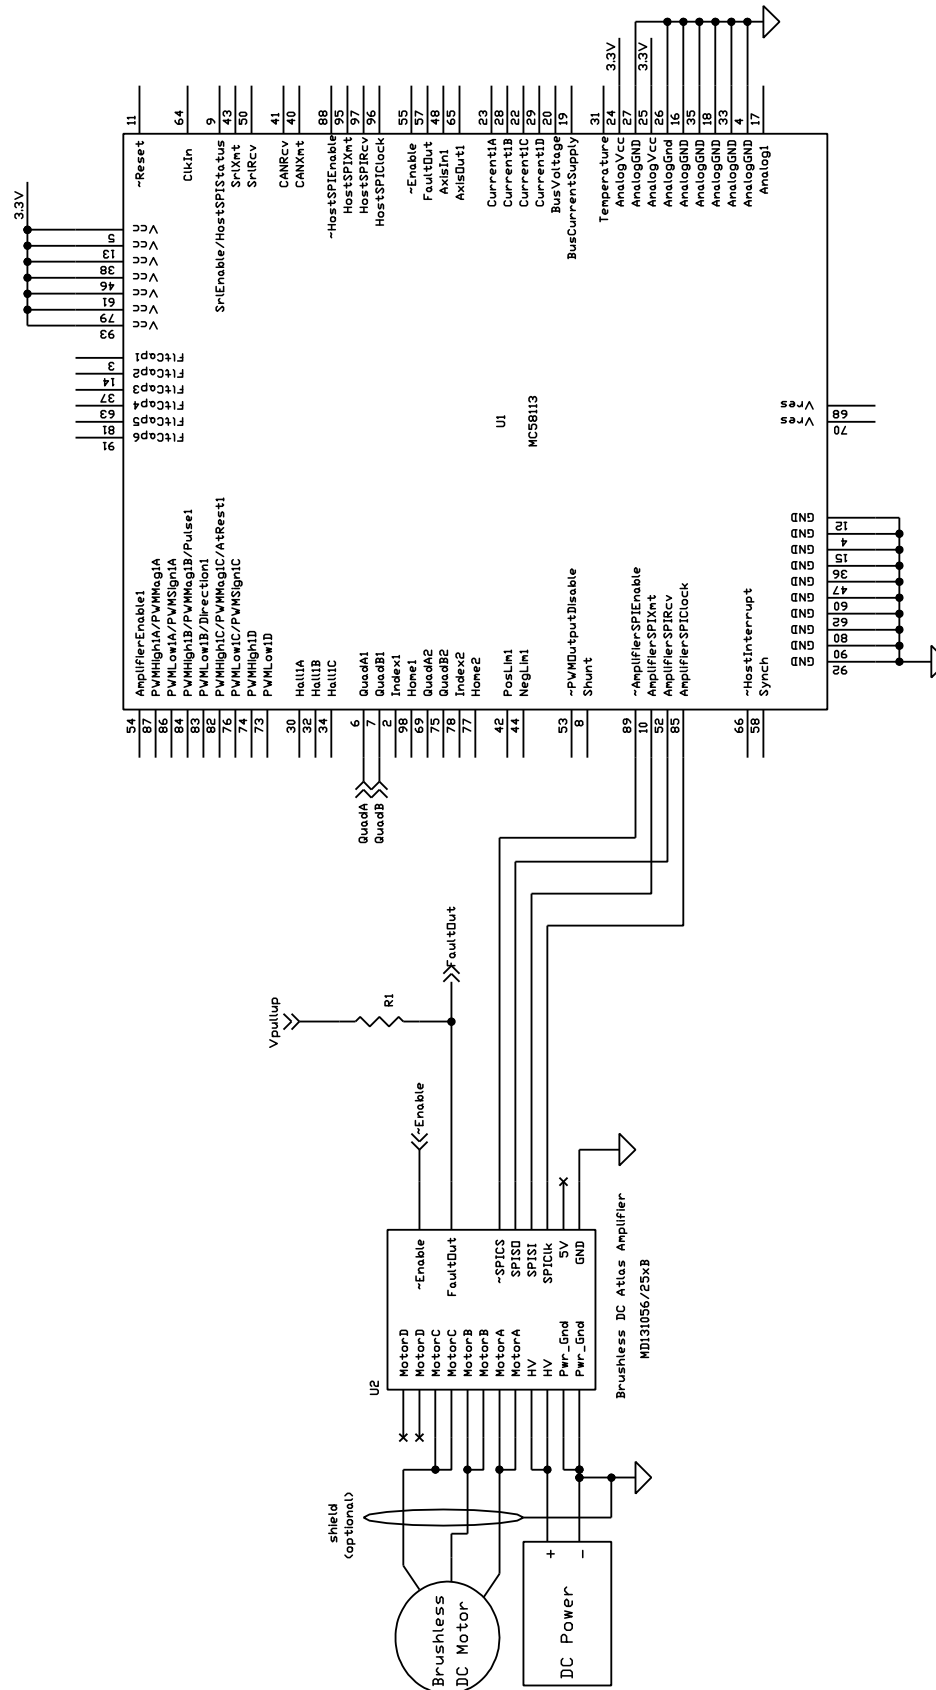 3.3V
3.3V
3.3V
11
64
9
43
50
41
40
88
95
97
96
55
57
48
65
23
28
22
29
20
19
31
24
27
25
26
16
35
18
33
4
17
~Reset
ClkIn
SrlEnable/HostSPIStatus
SrlXmt
SrlRcv
CANRcv
CANXmt
~HostSPIEnable
HostSPIXmt
HostSPIRcv
HostSPIClock
~Enable
FaultOut
AxisIn1
AxisOut1
Current1A
Current1B
Current1C
Current1D
BusVoltage
BusCurrentSupply
Temperature
AnalogVcc
AnalogGND
AnalogVcc
AnalogGnd
AnalogGND
AnalogGND
AnalogGND
AnalogGND
AnalogGND
Analog1
Vcc
5
Vcc
13
Vcc
38
Vcc
46
Vcc
61
Vcc
79
Vcc
93
FltCap1
3
FltCap2
14
FltCap3
37
FltCap4
63
FltCap5
81
FltCap6
91
U1
MC58113
Vres
68
Vres
70
GND
12
GND
4
GND
15
GND
36
GND
47
GND
60
GND
62
GND
80
GND
90
GND
92
AmplifierEnable1
PWMHigh1A/PWMMag1A
PWMLow1A/PWMSign1A
PWMHigh1B/PWMMag1B/Pulse1
PWMLow1B/Direction1
PWMHigh1C/PWMMag1C/AtRest1
PWMLow1C/PWMSign1C
PWMHigh1D
PWMLow1D
Hall1A
Hall1B
Hall1C
QuadA1
QuadB1
Index1
Home1
QuadA2
QuadB2
Index2
Home2
PosLim1
NegLim1
~PWMOutputDisable
Shunt
~AmplifierSPIEnable
AmplifierSPIXmt
AmplifierSPIRcv
AmplifierSPIClock
~HostInterrupt
Synch
54
87
86
84
83
82
76
74
73
30
32
34
6
7
2
98
69
75
78
77
42
44
53
8
89
10
52
85
66
58
QuadA
QuadB
FaultOut
R1
Vpullup
~Enable
~Enable
FaultOut
~SPICS
SPISO
SPISI
SPIClk
5V
GND
MotorD
MotorD
MotorC
MotorC
MotorB
MotorB
MotorA
MotorA
HV
HV
Pwr_Gnd
Pwr_Gnd
U2
Brushless DC Atlas Amplifier
MD131056/25xB
shield
(optional)
+
-
Brushless
DC Motor
DC Power